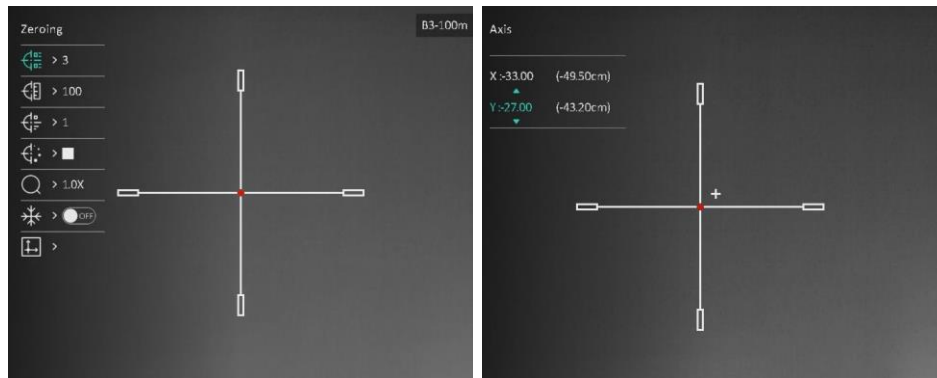 Zeroing
B3-100m
> 3
> 100
> 1
>
> 1.0X
> OFF
>
Axis
X :-33.00 (-49.50cm)
Y :-27.00 (-43.20cm)